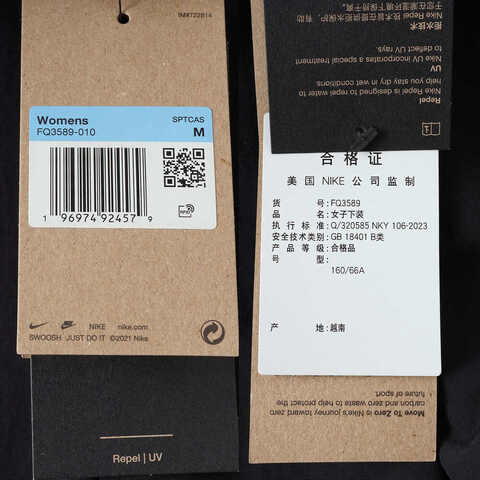 1MK722B14
Womens
SPTCAS
FQ3589-010
M
1 96974 92457 9
NIKE nike.com
SWOOSH JUST DO IT ©2021 Nike
Repel | UV
Repel
Nike Repel is designed to repel water to
help you stay dry in wet conditions.
UV
Nike UV incorporates a special treatment
to deflect UV rays.
拒水技术
合格证
美国 NIKE 公司监制
货号: FQ3589
品名: 女子下装
执行标准: Q/320585 NKY 106-2023
安全技术类别: GB 18401 B类
产品等级: 合格品
号型:
160/66A
产地: 越南
Move To Zero is Nike's journey toward zero
carbon and zero waste to help protect the
future of sport.